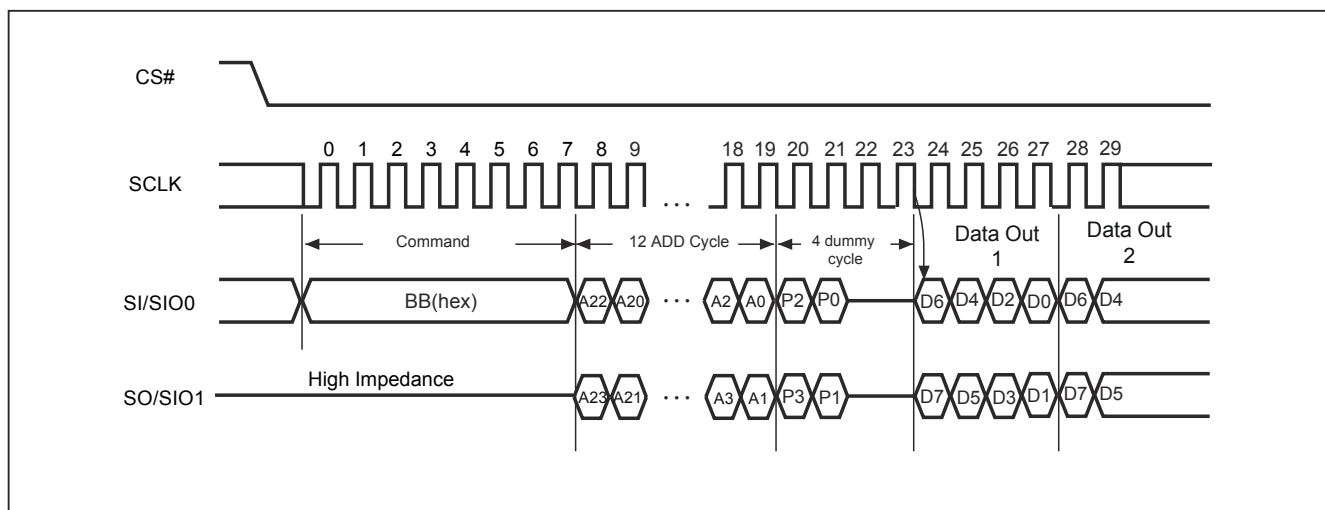 CS#
0 1 2 3 4 5 6 7 8 9 18 19 20 21 22 23 24 25 26 27 28 29
SCLK
...
Command 12 ADD Cycle 4 dummy
cycle
Data Out
1
Data Out
2
SI/SIO0 BB(hex) A22 A20 ... A2 A0 P2 P0 D6 D4 D2 D0 D6 D4
High Impedance
SO/SIO1 A23 A21 ... A3 A1 P3 P1 D7 D5 D3 D1 D7 D5